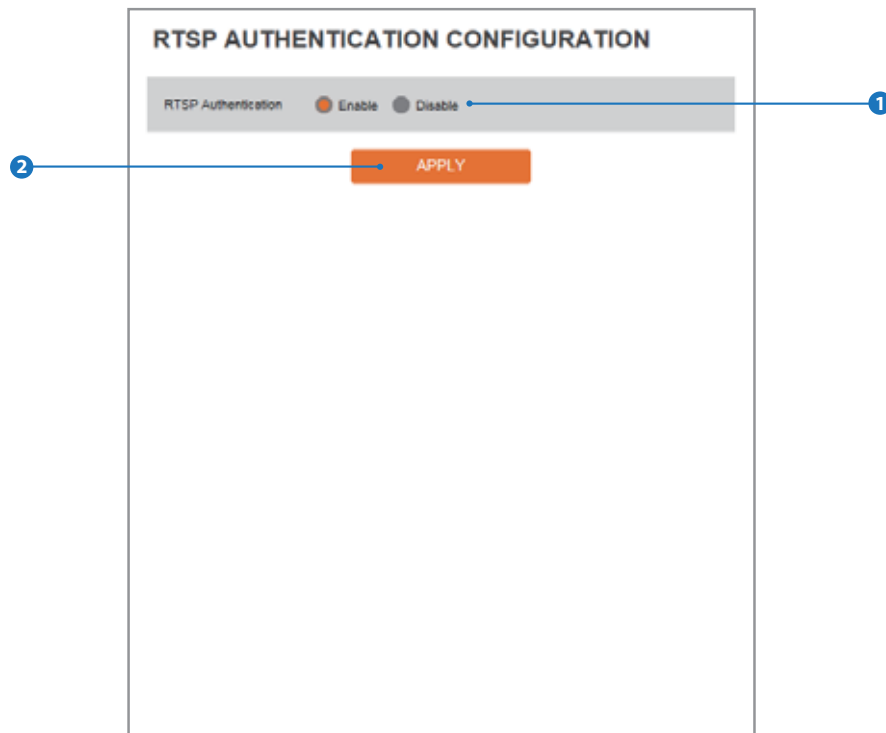 RTSP AUTHENTICATION CONFIGURATION
RTSP Authentication Enable Disable 1
2 APPLY